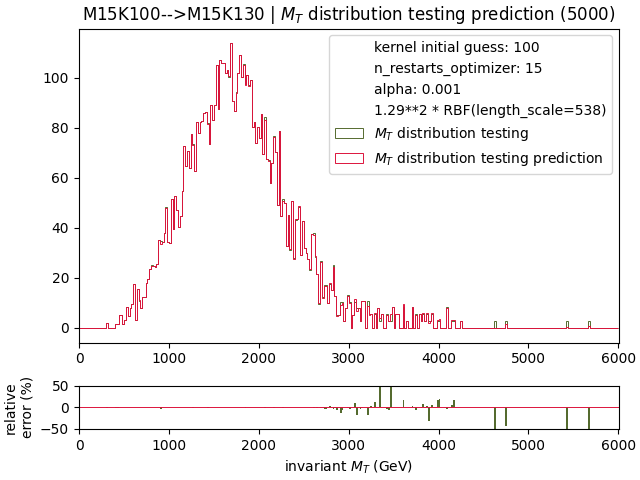 M15K100-->M15K130 | M_T distribution testing prediction (5000)
kernel initial guess: 100
n_restarts_optimizer: 15
alpha: 0.001
1.29**2 * RBF(length_scale=538)
M_T distribution testing
M_T distribution testing prediction
100
80
60
40
20
0
0 1000 2000 3000 4000 5000 6000
relative
error (%)
50
0
−50
0 1000 2000 3000 4000 5000 6000
invariant M_T (GeV)